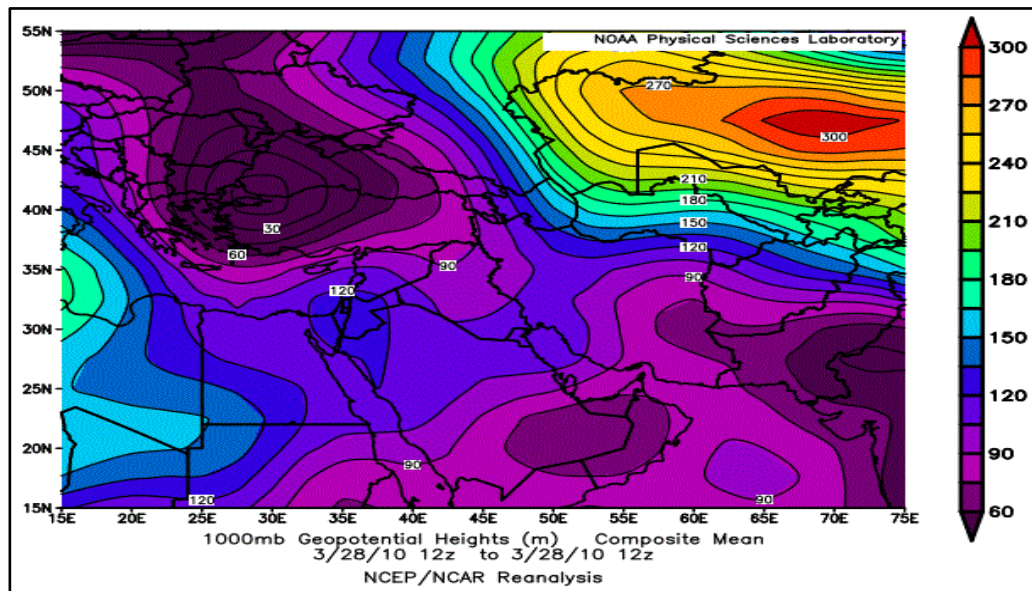 55N
NOAA Physical Sciences Laboratory
300
270
50N
270
300
45N
240
210
40N
180
210
30
150
60
120
35N
90
90
180
120
30N
150
25N
120
20N
90
90
120
90
15N
60
15E 20E 25E 30E 35E 40E 45E 50E 55E 60E 65E 70E 75E
1000mb Geopotential Heights (m) Composite Mean
3/28/10 12z to 3/28/10 12z
NCEP/NCAR Reanalysis